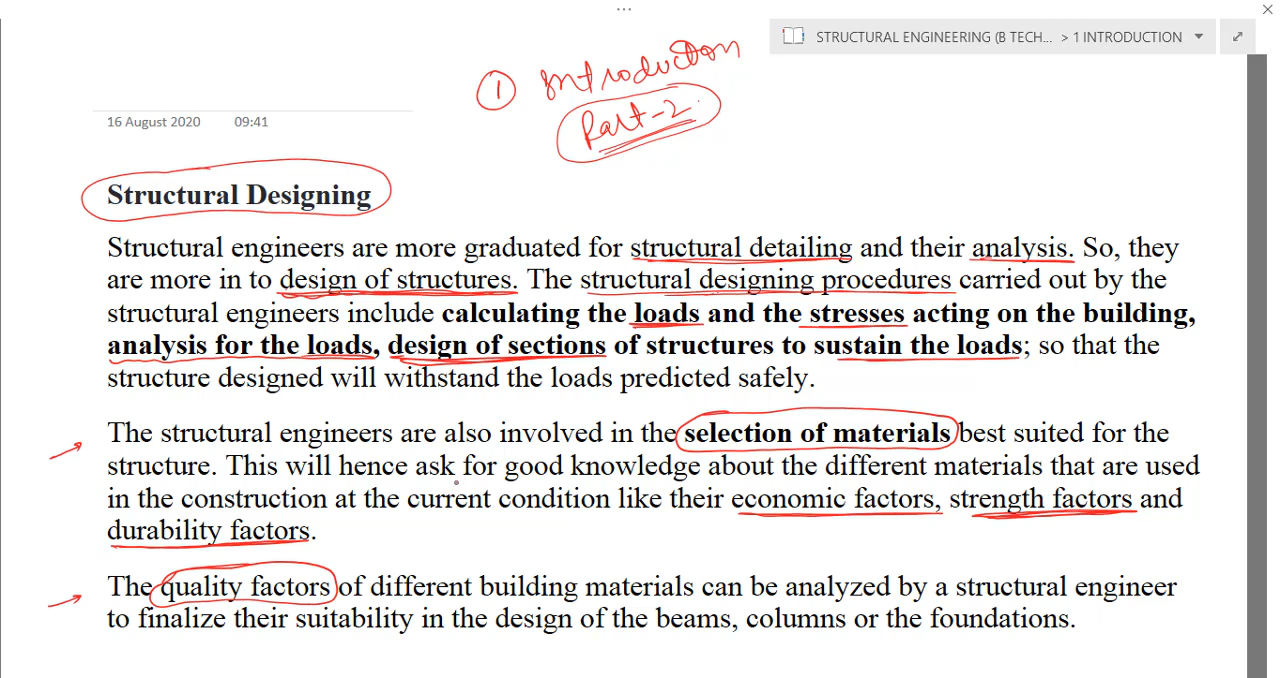 ...
STRUCTURAL ENGINEERING (B TECH... > 1 INTRODUCTION
① Introduction
Part-2
16 August 2020 09:41
Structural Designing
Structural engineers are more graduated for structural detailing and their analysis. So, they
are more in to design of structures. The structural designing procedures carried out by the
structural engineers include calculating the loads and the stresses acting on the building,
analysis for the loads, design of sections of structures to sustain the loads; so that the
structure designed will withstand the loads predicted safely.
The structural engineers are also involved in the selection of materials best suited for the
structure. This will hence ask for good knowledge about the different materials that are used
in the construction at the current condition like their economic factors, strength factors and
durability factors.
The quality factors of different building materials can be analyzed by a structural engineer
to finalize their suitability in the design of the beams, columns or the foundations.